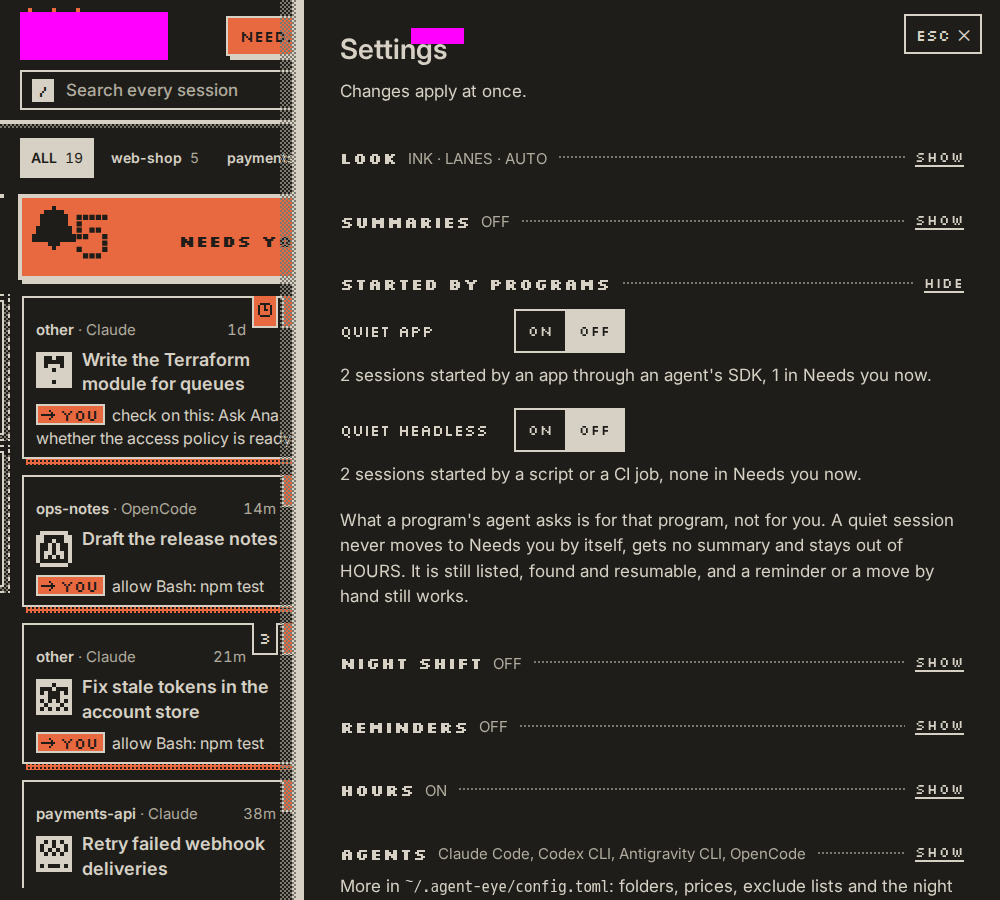 NEED
/ Search every session
ALL 19 web-shop 5 payments
5 NEEDS YO
other · Claude 1d
Write the Terraform
module for queues
→ YOU check on this: Ask Ana
whether the access policy is ready
ops-notes · OpenCode 14m
Draft the release notes
→ YOU allow Bash: npm test
3
other · Claude 21m
Fix stale tokens in the
account store
→ YOU allow Bash: npm test
payments-api · Claude 38m
Retry failed webhook
deliveries
ESC ×
Settings
Changes apply at once.
LOOK INK · LANES · AUTO SHOW
SUMMARIES OFF SHOW
STARTED BY PROGRAMS HIDE
QUIET APP ON OFF
2 sessions started by an app through an agent's SDK, 1 in Needs you now.
QUIET HEADLESS ON OFF
2 sessions started by a script or a CI job, none in Needs you now.
What a program's agent asks is for that program, not for you. A quiet session
never moves to Needs you by itself, gets no summary and stays out of
HOURS. It is still listed, found and resumable, and a reminder or a move by
hand still works.
NIGHT SHIFT OFF SHOW
REMINDERS OFF SHOW
HOURS ON SHOW
AGENTS Claude Code, Codex CLI, Antigravity CLI, OpenCode SHOW
More in ~/.agent-eye/config.toml: folders, prices, exclude lists and the night